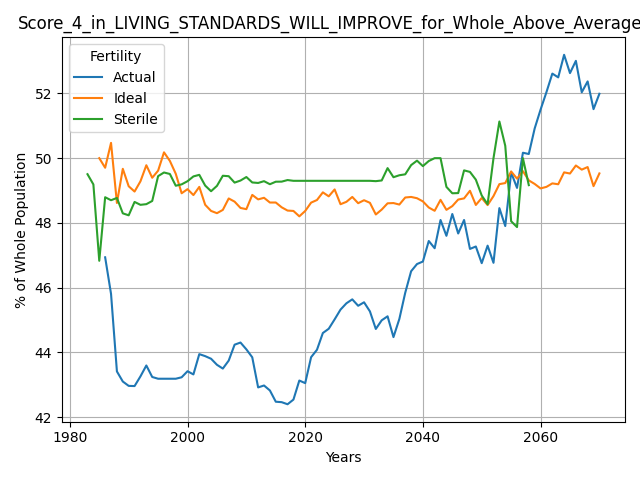 Score_4_in_LIVING_STANDARDS_WILL_IMPROVE_for_Whole_Above_Average
Fertility
Actual
Ideal
Sterile
% of Whole Population
52
50
48
46
44
42
1980
2000
2020
2040
2060
Years